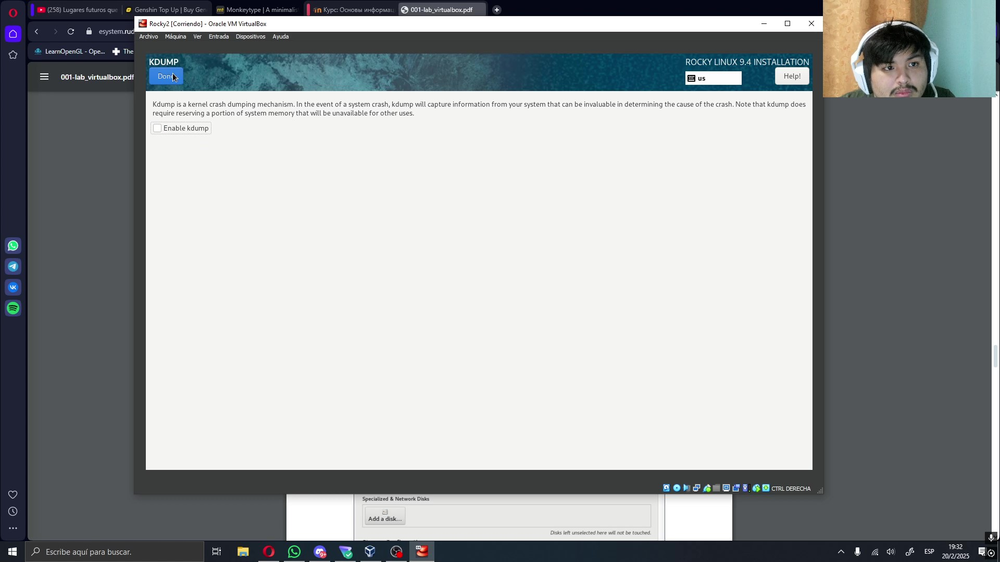 (258) Lugares futuros que
Genshin Top Up | Buy Gen
mt Monkeytype | A minimalis
Курс: Основы информац
001-lab_virtualbox.pdf
Rocky2 [Corriendo] - Oracle VM VirtualBox
esystem.rud
Archivo Máquina Ver Entrada Dispositivos Ayuda
LearnOpenGL - Ope...
The
KDUMP
ROCKY LINUX 9.4 INSTALLATION
Done
us
Help!
001-lab_virtualbox.pdf
Kdump is a kernel crash dumping mechanism. In the event of a system crash, kdump will capture information from your system that can be invaluable in determining the cause of the crash. Note that kdump does
require reserving a portion of system memory that will be unavailable for other uses.
Enable kdump
CTRL DERECHA
Specialized & Network Disks
Add a disk...
Disks left unselected here will not be touched.
Escribe aquí para buscar.
9+
64
ESP
19:32
20/2/2025